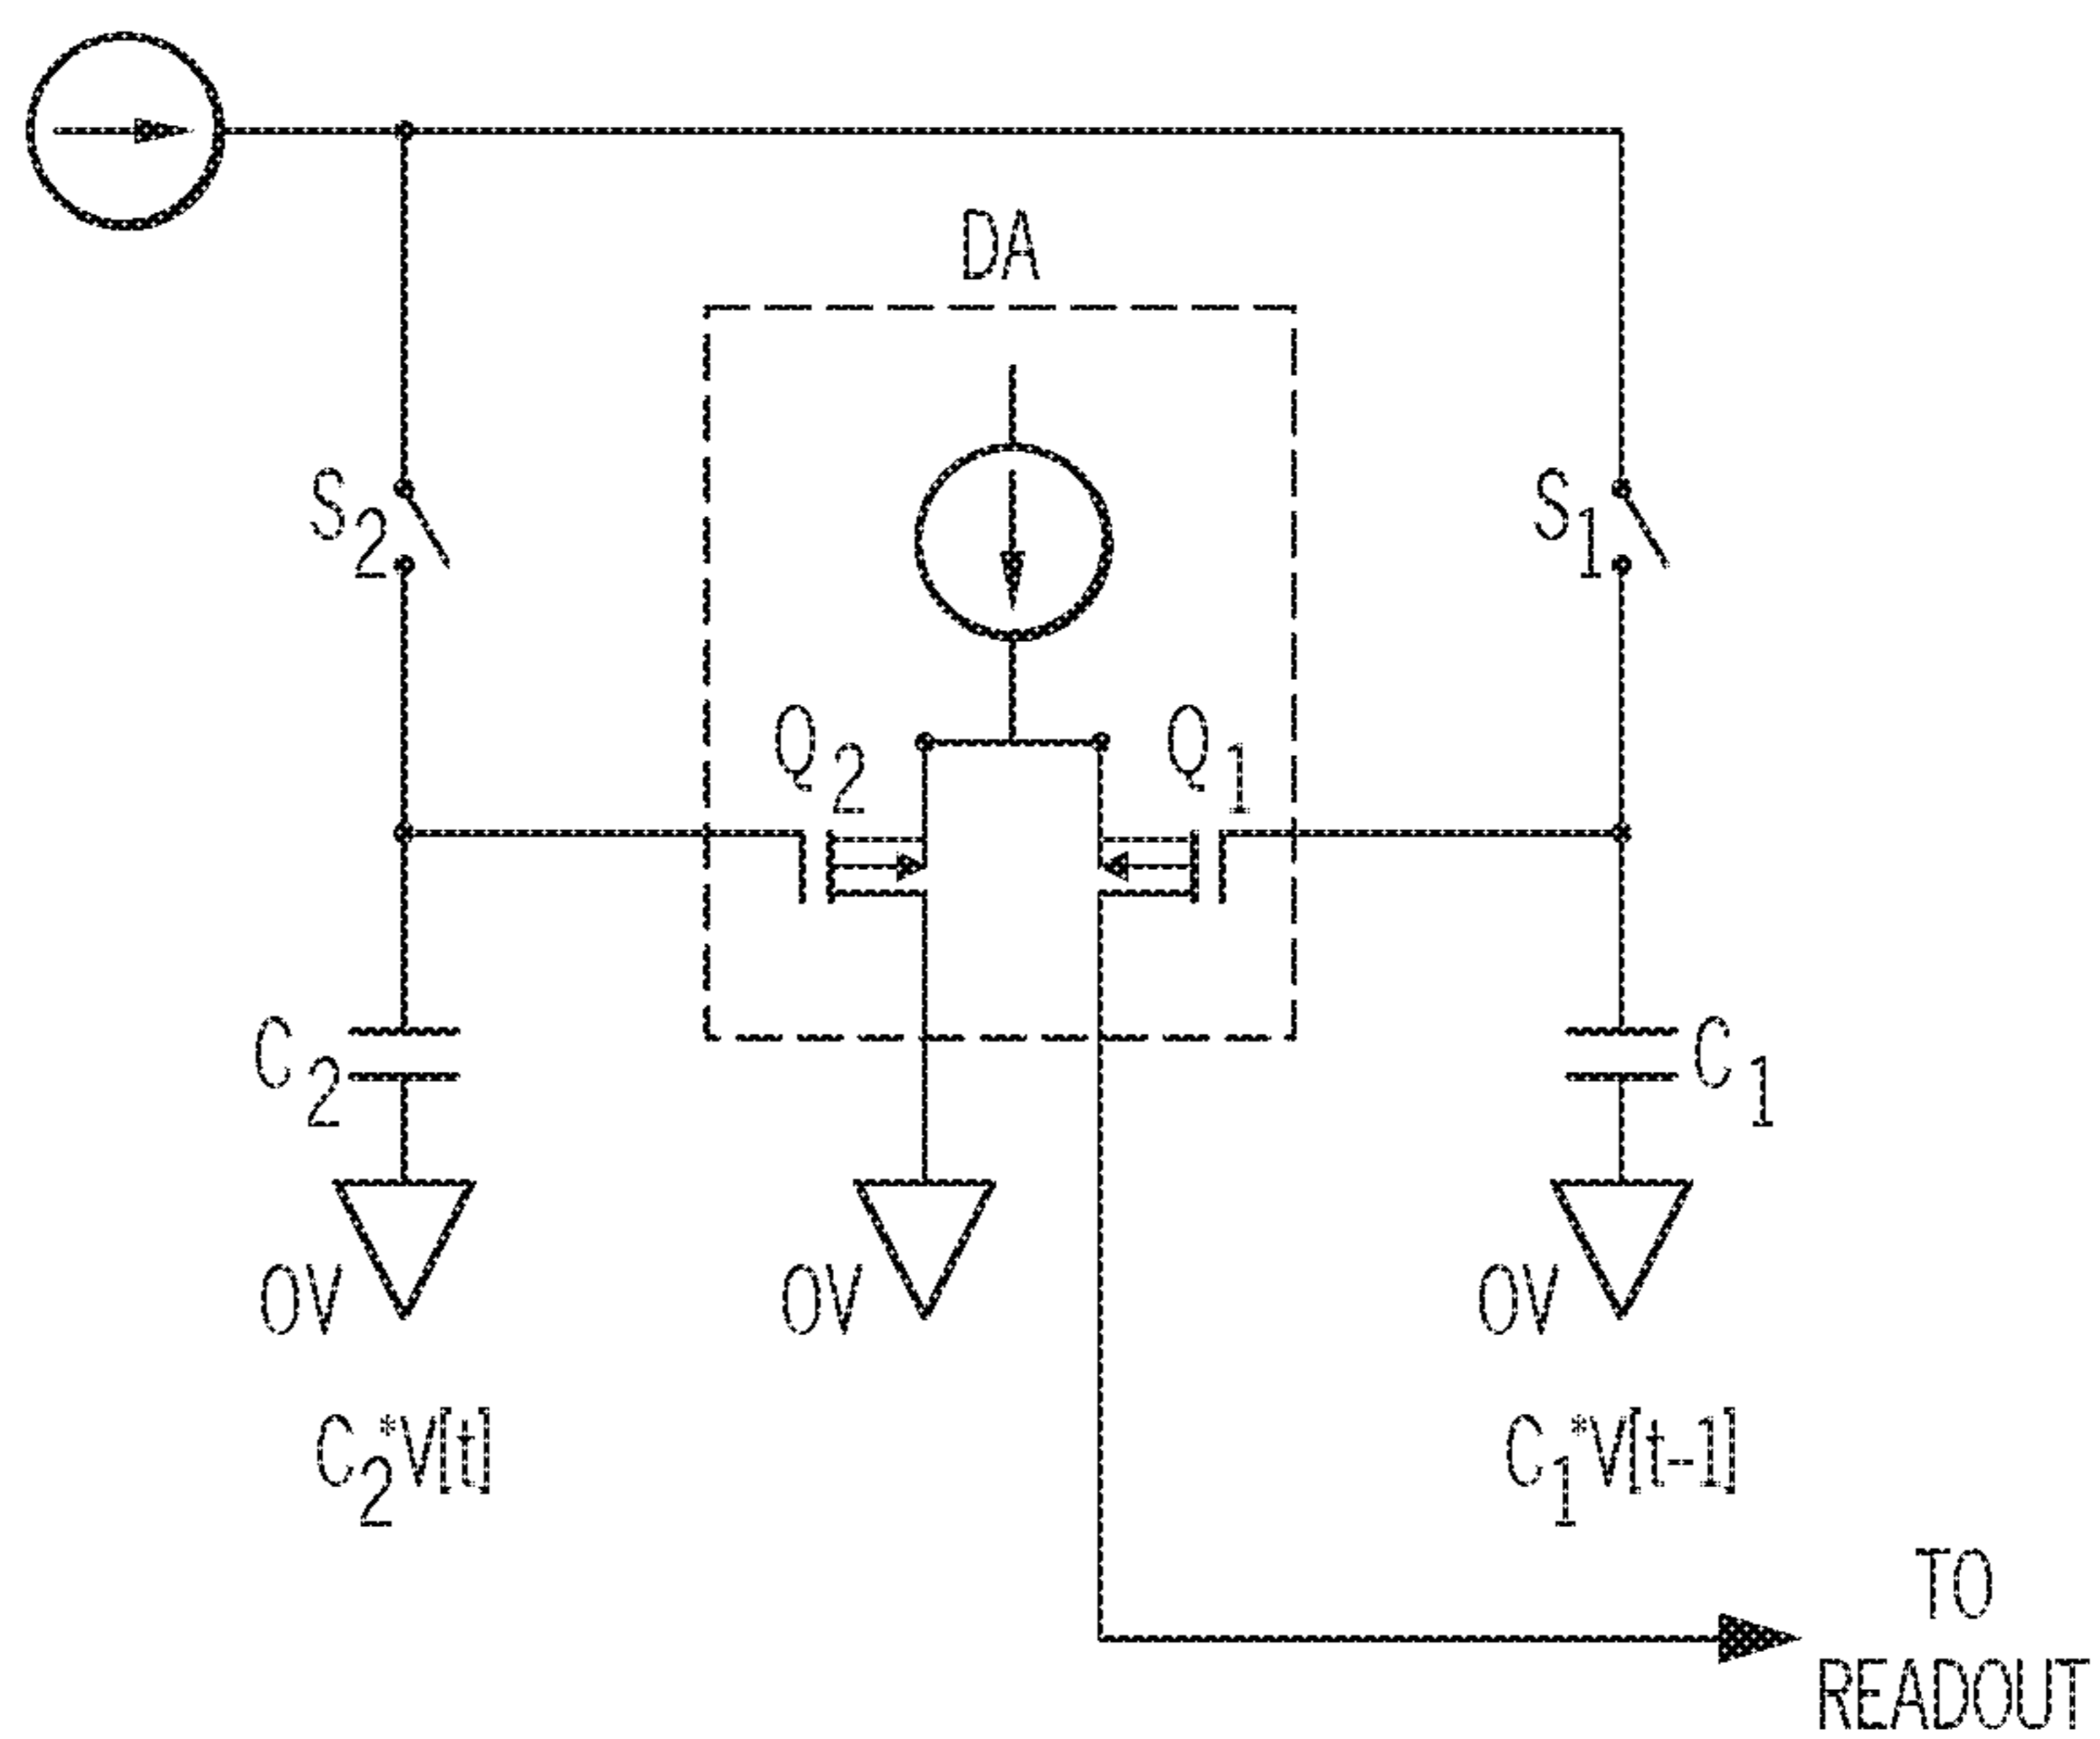 DA
S2
S1
Q2
Q1
C2
C1
0V
0V
0V
C2*V[t]
C1*V[t-1]
TO
READOUT